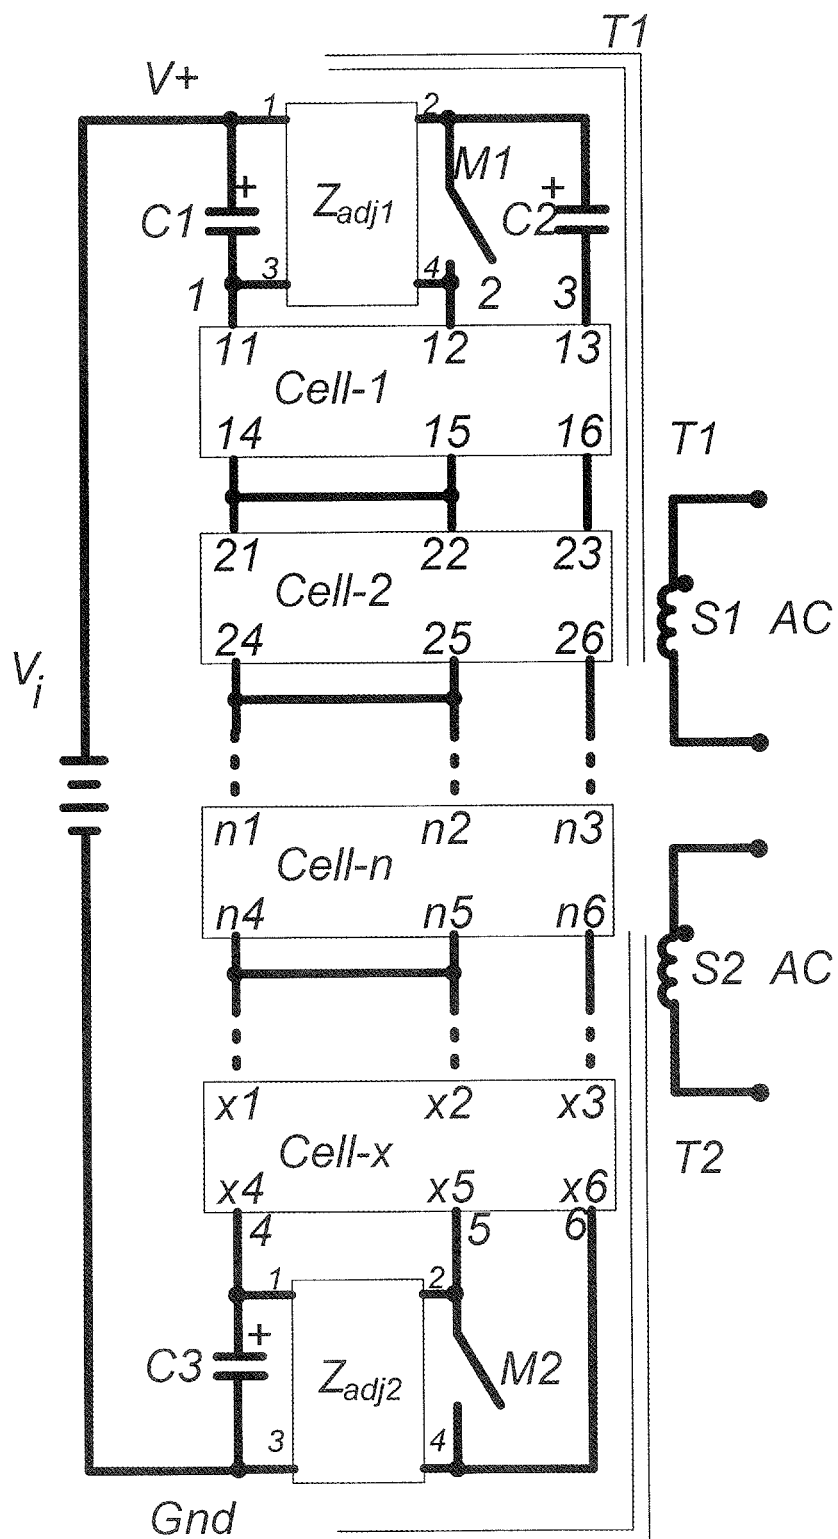 T1
V+
1 2
M1
+ +
C1 Zadj1 C2
3 4
1 2 3
11 12 13
Cell-1
14 15 16
T1
21 22 23
Cell-2
S1 AC
24 25 26
Vi
n1 n2 n3
Cell-n
n4 n5 n6
S2 AC
x1 x2 x3
Cell-x
T2
x4 x5 x6
4 5 6
1 2
+
C3 Zadj2 M2
3 4
Gnd